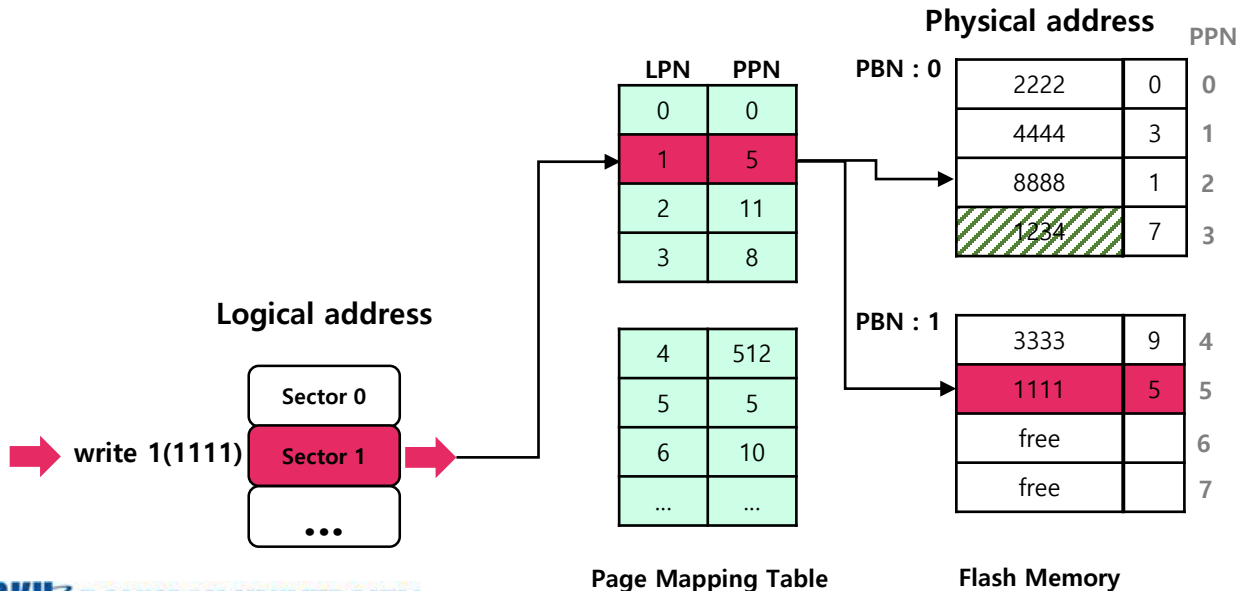 Physical address
PPN
LPN PPN
0 0
1 5
2 11
3 8
4 512
5 5
6 10
... ...
Page Mapping Table
PBN : 0
2222 0 0
4444 3 1
8888 1 2
1234 7 3
PBN : 1
3333 9 4
1111 5 5
free 6
free 7
Flash Memory
Logical address
Sector 0
write 1(1111) Sector 1
...